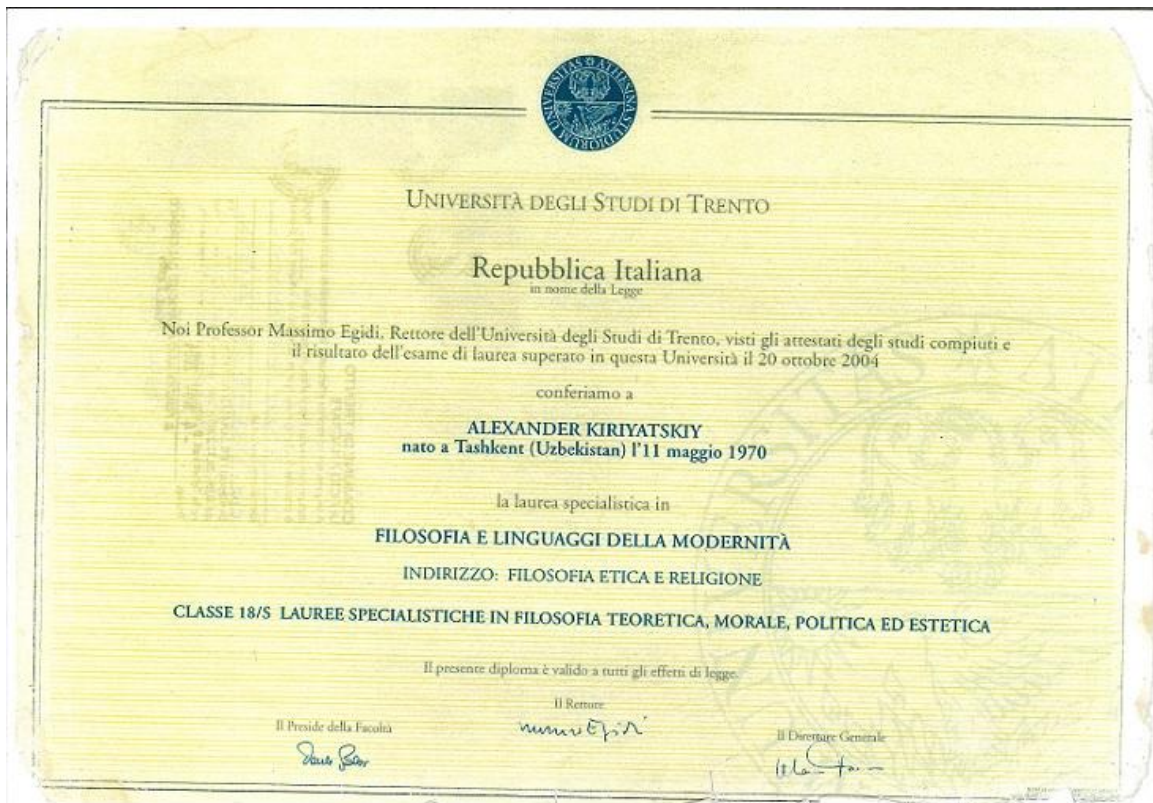 UNIVERSITAS ATHESINA STUDIORUM
UNIVERSITÀ DEGLI STUDI DI TRENTO
Repubblica Italiana
in nome della Legge
Noi Professor Massimo Egidi, Rettore dell'Università degli Studi di Trento, visti gli attestati degli studi compiuti e
il risultato dell'esame di laurea superato in questa Università il 20 ottobre 2004
conferiamo a
ALEXANDER KIRIYATSKIY
nato a Tashkent (Uzbekistan) l'11 maggio 1970
la laurea specialistica in
FILOSOFIA E LINGUAGGI DELLA MODERNITÀ
INDIRIZZO: FILOSOFIA ETICA E RELIGIONE
CLASSE 18/S LAUREE SPECIALISTICHE IN FILOSOFIA TEORETICA, MORALE, POLITICA ED ESTETICA
Il presente diploma è valido a tutti gli effetti di legge.
Il Preside della Facoltà
Il Rettore
Il Direttore Generale